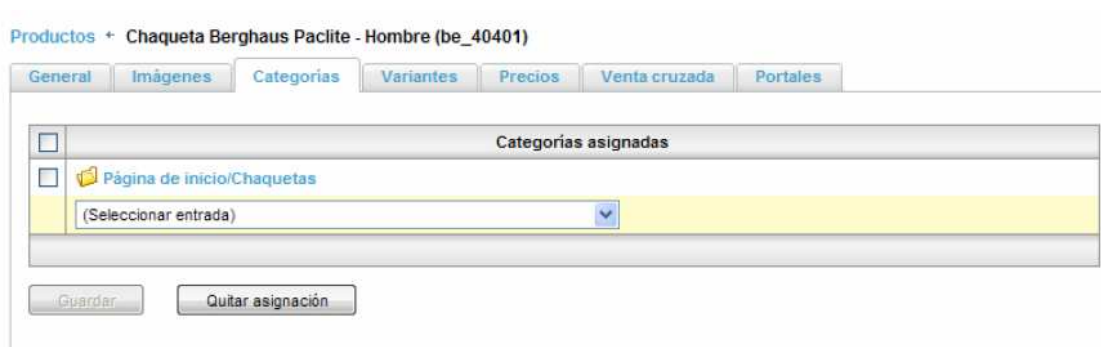 Productos Chaqueta Berghaus Paclite - Hombre (be_40401)
General Imágenes Categorías Variantes Precios Venta cruzada Portales
Categorías asignadas
Página de inicio/Chaquetas
(Seleccionar entrada)
Guardar Quitar asignación